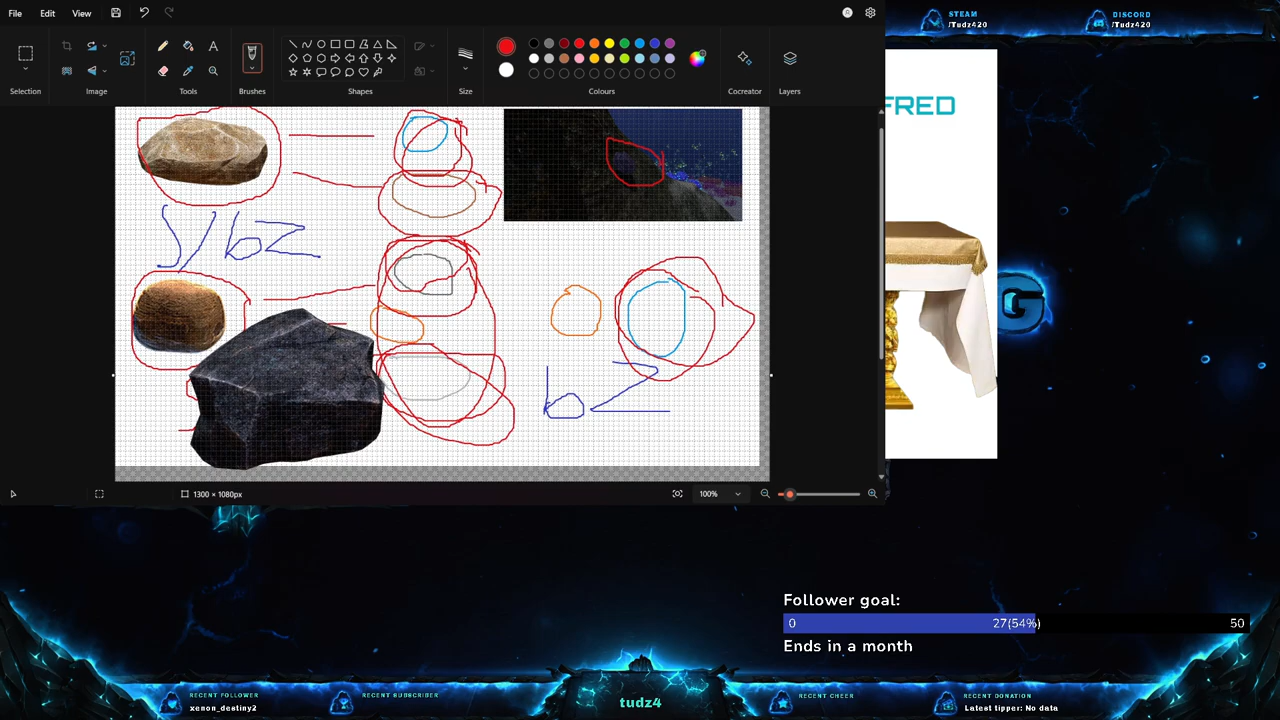 File Edit View
Selection Image Tools Brushes Shapes Size Colours Cocreator Layers
STEAM
/Tudz420
DISCORD
/Tudz420
FRED
G
ybz
bz
1300 × 1080px
100%
Follower goal:
0 27(54%) 50
Ends in a month
RECENT FOLLOWER
xenon_destiny2
RECENT SUBSCRIBER
tudz4
RECENT CHEER
RECENT DONATION
Latest tipper: No data